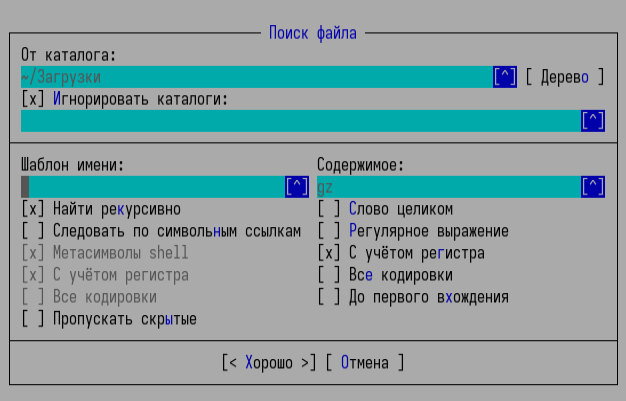 Поиск файла
От каталога:
~/Загрузки [^] [ Дерево ]
[x] Игнорировать каталоги:
[^]
Шаблон имени: Содержимое:
[^] gz [^]
[x] Найти рекурсивно [ ] Слово целиком
[ ] Следовать по символьным ссылкам [ ] Регулярное выражение
[x] Метасимволы shell [x] С учётом регистра
[x] С учётом регистра [ ] Все кодировки
[ ] Все кодировки [ ] До первого вхождения
[ ] Пропускать скрытые
[< Хорошо >] [ Отмена ]